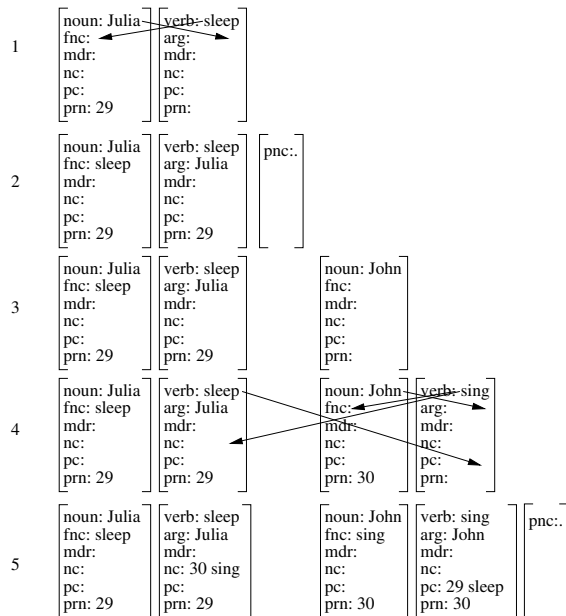 1
noun: Julia
fnc:
mdr:
nc:
pc:
prn: 29
verb: sleep
arg:
mdr:
nc:
pc:
prn:
2
noun: Julia
fnc: sleep
mdr:
nc:
pc:
prn: 29
verb: sleep
arg: Julia
mdr:
nc:
pc:
prn: 29
pnc:.
3
noun: Julia
fnc: sleep
mdr:
nc:
pc:
prn: 29
verb: sleep
arg: Julia
mdr:
nc:
pc:
prn: 29
noun: John
fnc:
mdr:
nc:
pc:
prn:
4
noun: Julia
fnc: sleep
mdr:
nc:
pc:
prn: 29
verb: sleep
arg: Julia
mdr:
nc:
pc:
prn: 29
noun: John
fnc:
mdr:
nc:
pc:
prn: 30
verb: sing
arg:
mdr:
nc:
pc:
prn:
5
noun: Julia
fnc: sleep
mdr:
nc:
pc:
prn: 29
verb: sleep
arg: Julia
mdr:
nc: 30 sing
pc:
prn: 29
noun: John
fnc: sing
mdr:
nc:
pc:
prn: 30
verb: sing
arg: John
mdr:
nc:
pc: 29 sleep
prn: 30
pnc:.